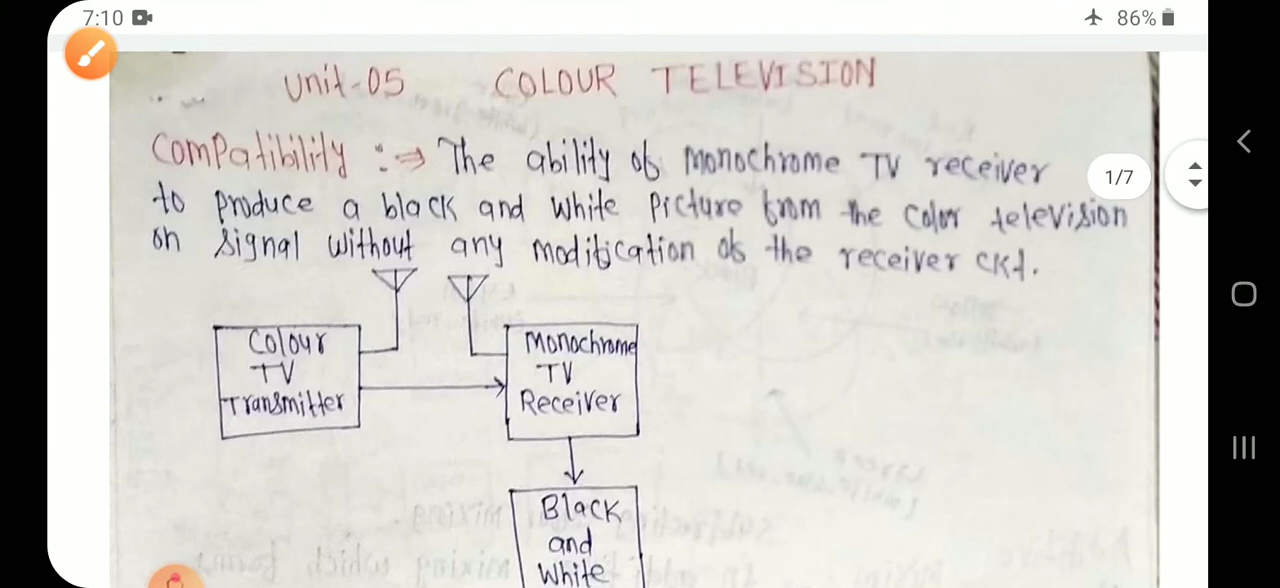 7:10
86%
Unit-05 COLOUR TELEVISION
Compatibility :⇒ The ability of Monochrome TV receiver
1/7
to produce a black and white picture from the color television
on signal without any modification of the receiver ckt.
Colour
TV
Transmitter
Monochrome
TV
Receiver
Black
and
White